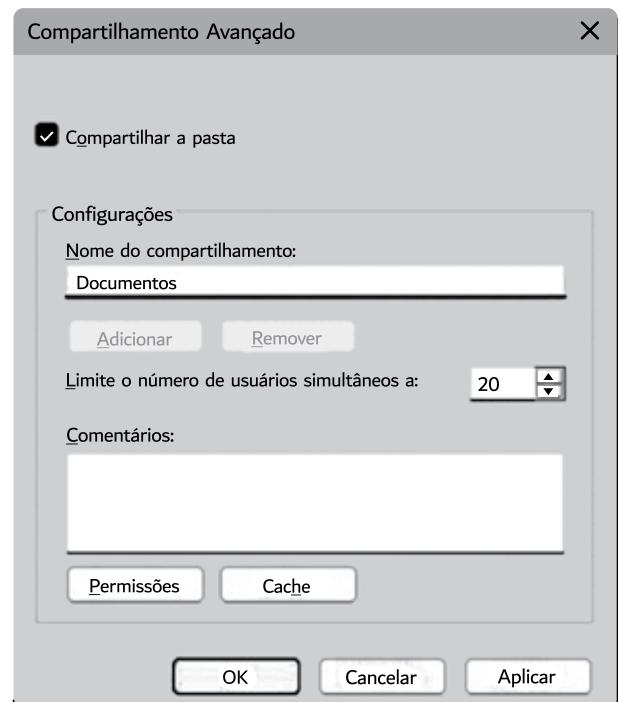 Compartilhamento Avançado
Compartilhar a pasta
Configurações
Nome do compartilhamento:
Documentos
Adicionar Remover
Limite o número de usuários simultâneos a: 20
Comentários:
Permissões Cache
OK Cancelar Aplicar